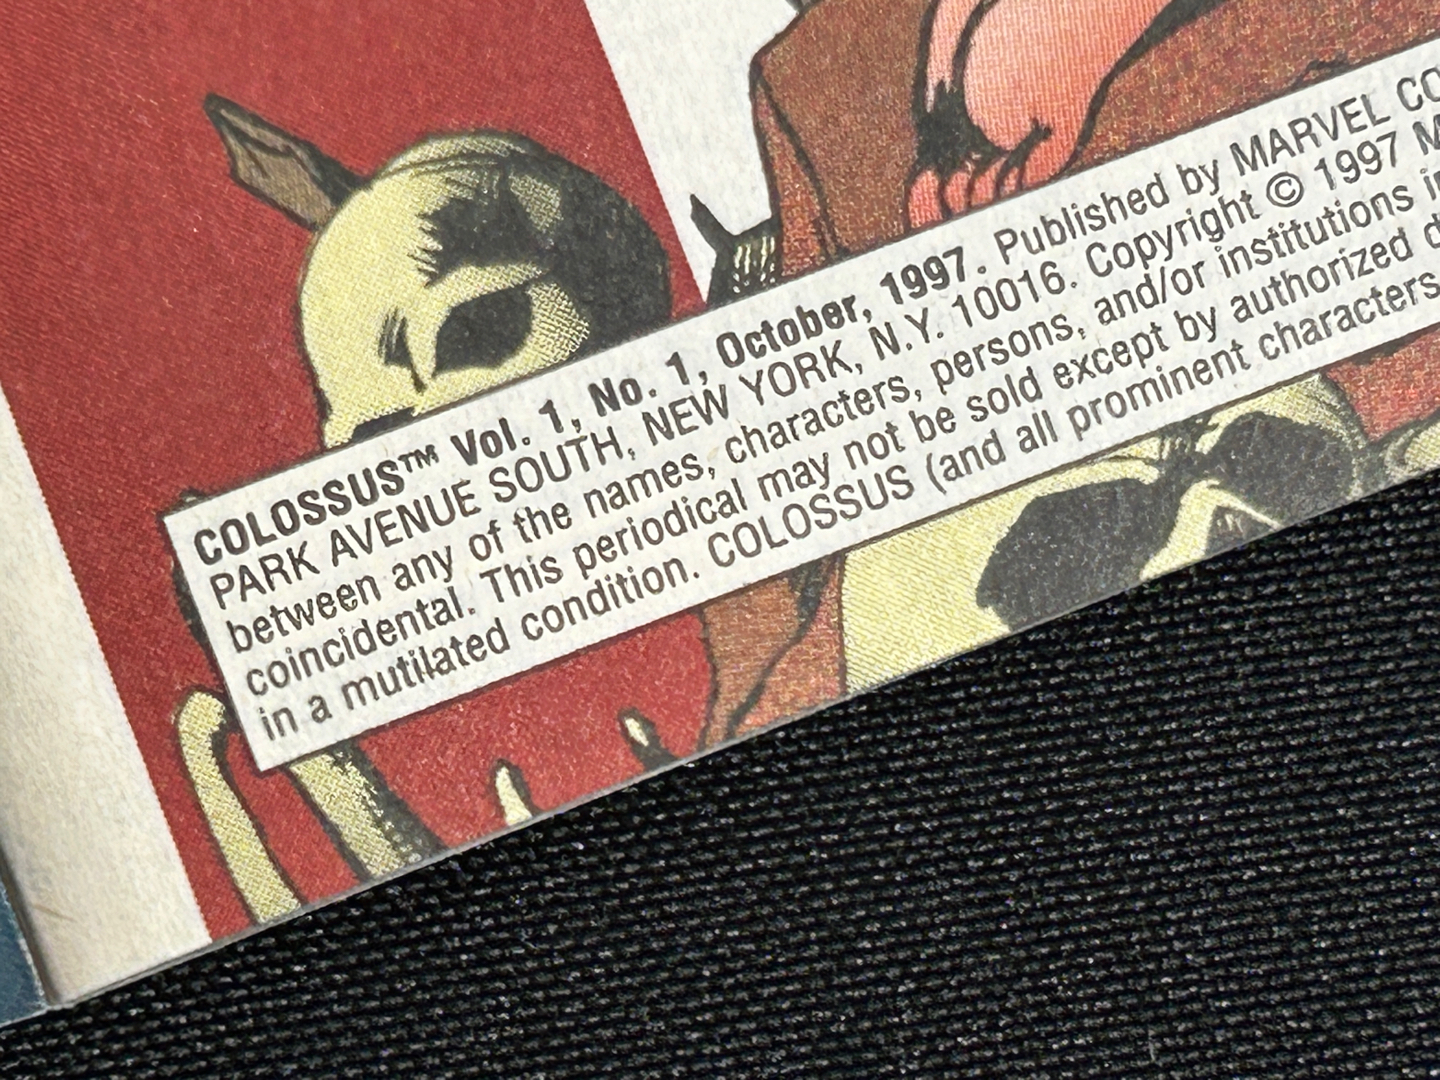 COLOSSUS™ Vol. 1, No. 1, October, 1997. Published by MARVEL
PARK AVENUE SOUTH, NEW YORK, N.Y. 10016. Copyright © 1997
between any of the names, characters, persons, and/or institutions
coincidental. This periodical may not be sold except by authorized
in a mutilated condition. COLOSSUS (and all prominent characters